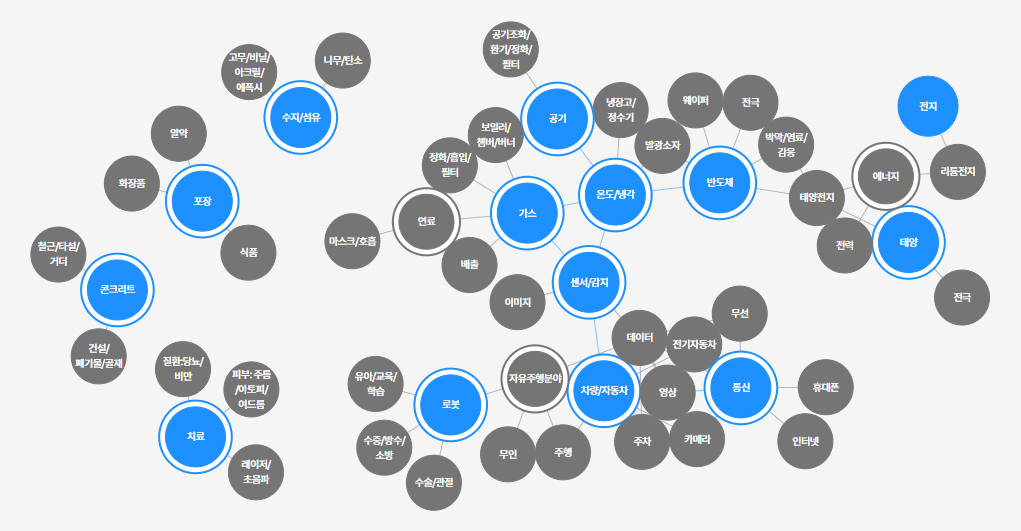 공기조화/
환기/정화/
필터
고무/비닐/
아크릴/
에폭시
나무/탄소
수지/섬유
알약
화장품
포장
식품
철근/타설/
거더
콘크리트
건설/
폐기물/골재
질환:당뇨/
비만
피부: 주름
/아토피/
여드름
치료
레이저/
초음파
보일러/
챔버/버너
정화/흡입/
필터
공기
냉장고/
정수기
발광소자
웨이퍼
전극
박막/염료/
감응
반도체
온도/냉각
가스
연료
마스크/호흡
배출
이미지
센서/감지
태양전지
에너지
전지
리튬전지
전력
태양
전극
데이터
전기자동차
무선
자유주행분야
차량/자동차
영상
통신
휴대폰
인터넷
주차
카메라
유아/교육/
학습
로봇
수중/방수/
소방
수술/관절
무인
주행